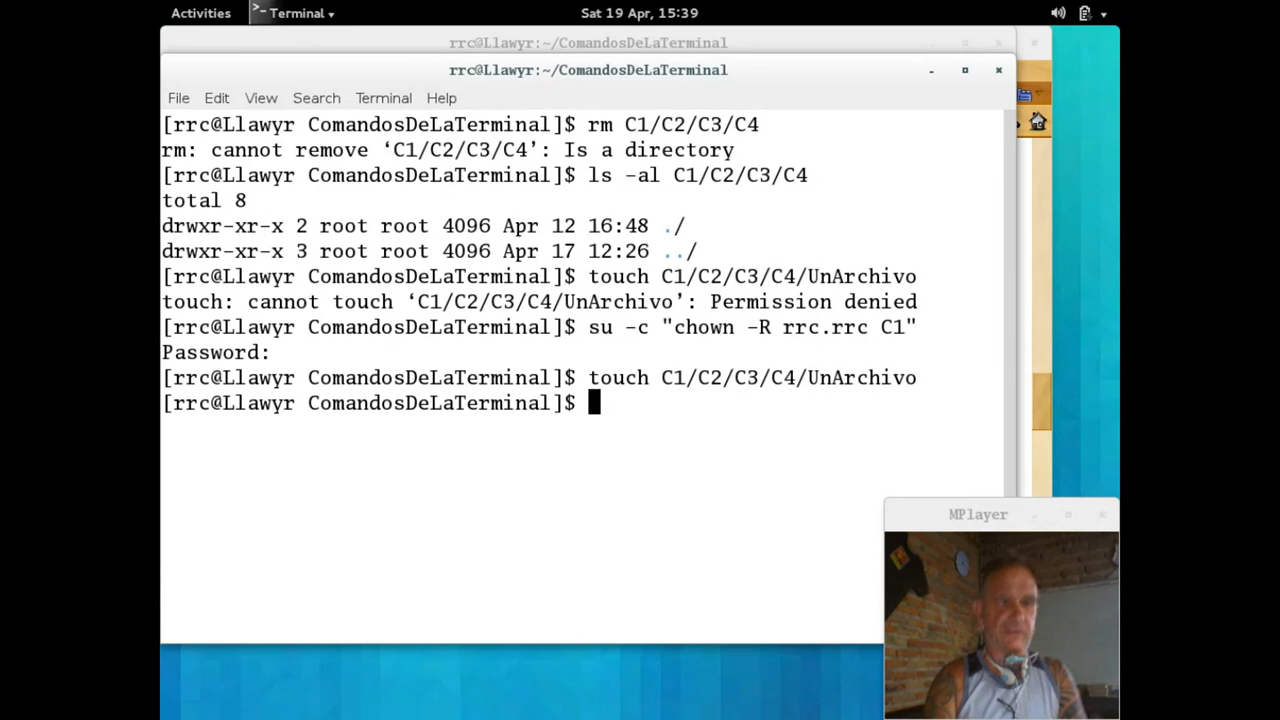 Activities
Terminal
Sat 19 Apr, 15:39
rrc@Llawyr:~/ComandosDeLaTerminal
rrc@Llawyr:~/ComandosDeLaTerminal
File Edit View Search Terminal Help
[rrc@Llawyr ComandosDeLaTerminal]$ rm C1/C2/C3/C4
rm: cannot remove ‘C1/C2/C3/C4’: Is a directory
[rrc@Llawyr ComandosDeLaTerminal]$ ls -al C1/C2/C3/C4
total 8
drwxr-xr-x 2 root root 4096 Apr 12 16:48 ./
drwxr-xr-x 3 root root 4096 Apr 17 12:26 ../
[rrc@Llawyr ComandosDeLaTerminal]$ touch C1/C2/C3/C4/UnArchivo
touch: cannot touch ‘C1/C2/C3/C4/UnArchivo’: Permission denied
[rrc@Llawyr ComandosDeLaTerminal]$ su -c "chown -R rrc.rrc C1"
Password:
[rrc@Llawyr ComandosDeLaTerminal]$ touch C1/C2/C3/C4/UnArchivo
[rrc@Llawyr ComandosDeLaTerminal]$
MPlayer